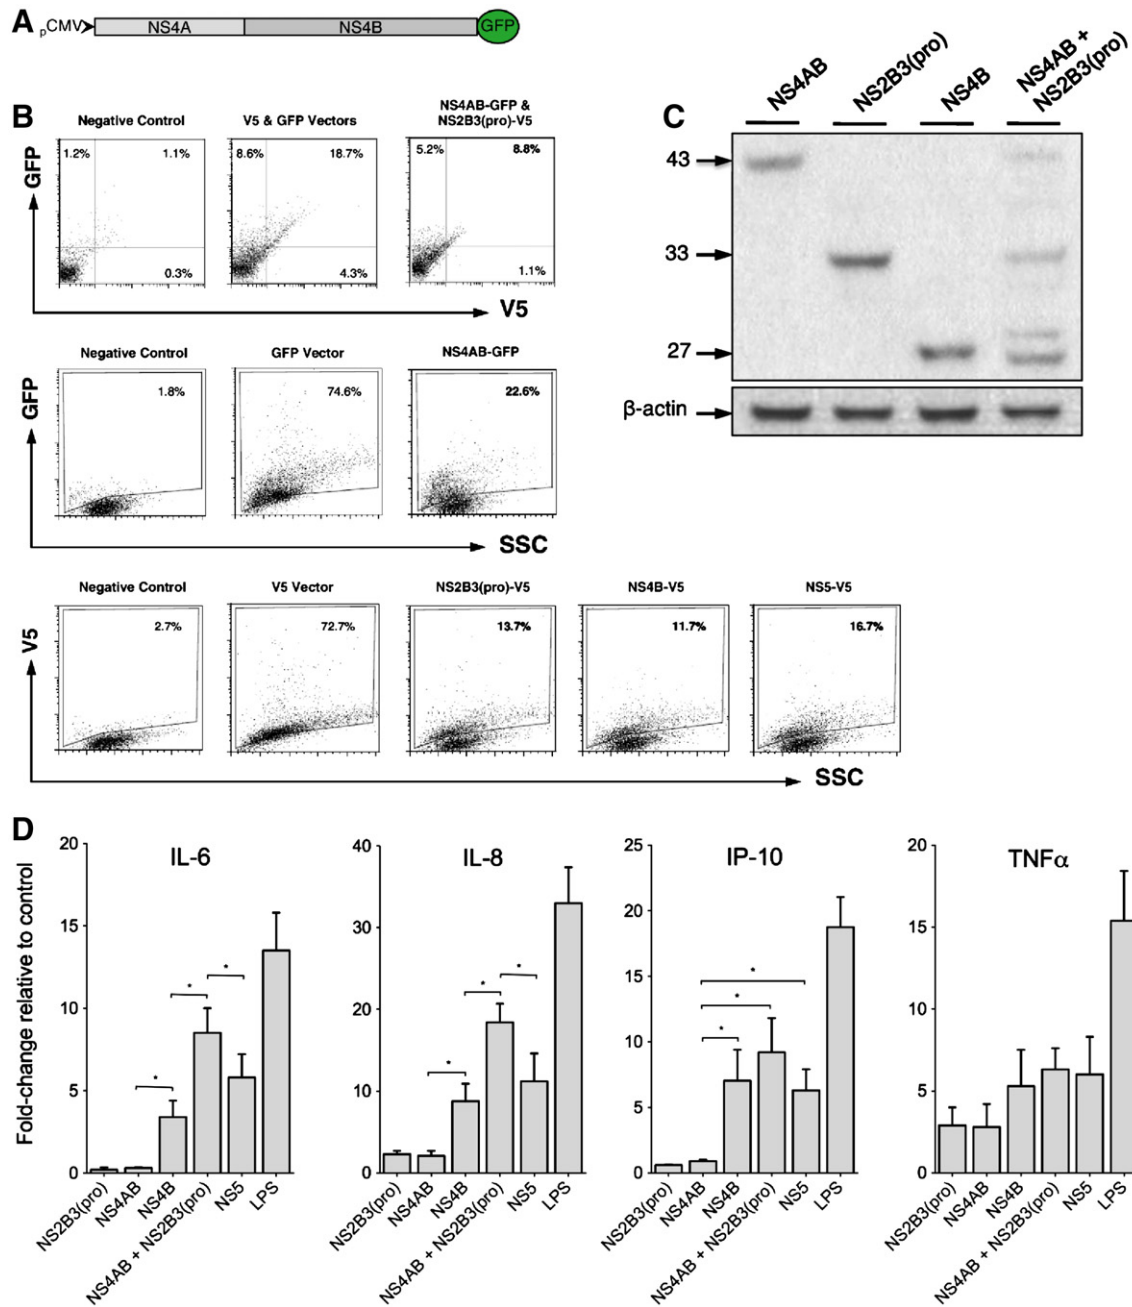 A pCMV NS4A NS4B GFP
B
Negative Control V5 & GFP Vectors NS4AB-GFP & NS2B3(pro)-V5
GFP
1.2% 1.1% 8.6% 18.7% 5.2% 8.8%
0.3% 4.3% 1.1%
V5
Negative Control GFP Vector NS4AB-GFP
GFP
1.8% 74.6% 22.6%
SSC
Negative Control V5 Vector NS2B3(pro)-V5 NS4B-V5 NS5-V5
V5
2.7% 72.7% 13.7% 11.7% 16.7%
SSC
C
NS4AB NS2B3(pro) NS4B NS4AB + NS2B3(pro)
43
33
27
β-actin
D
Fold-change relative to control
IL-6
20
15
10
5
0
* * *
NS2B3(pro) NS4AB NS4B NS4AB + NS2B3(pro) NS5 LPS
IL-8
40
30
20
10
0
* * *
NS2B3(pro) NS4AB NS4B NS4AB + NS2B3(pro) NS5 LPS
IP-10
25
20
15
10
5
0
* * *
NS2B3(pro) NS4AB NS4B NS4AB + NS2B3(pro) NS5 LPS
TNFα
20
15
10
5
0
NS2B3(pro) NS4AB NS4B NS4AB + NS2B3(pro) NS5 LPS